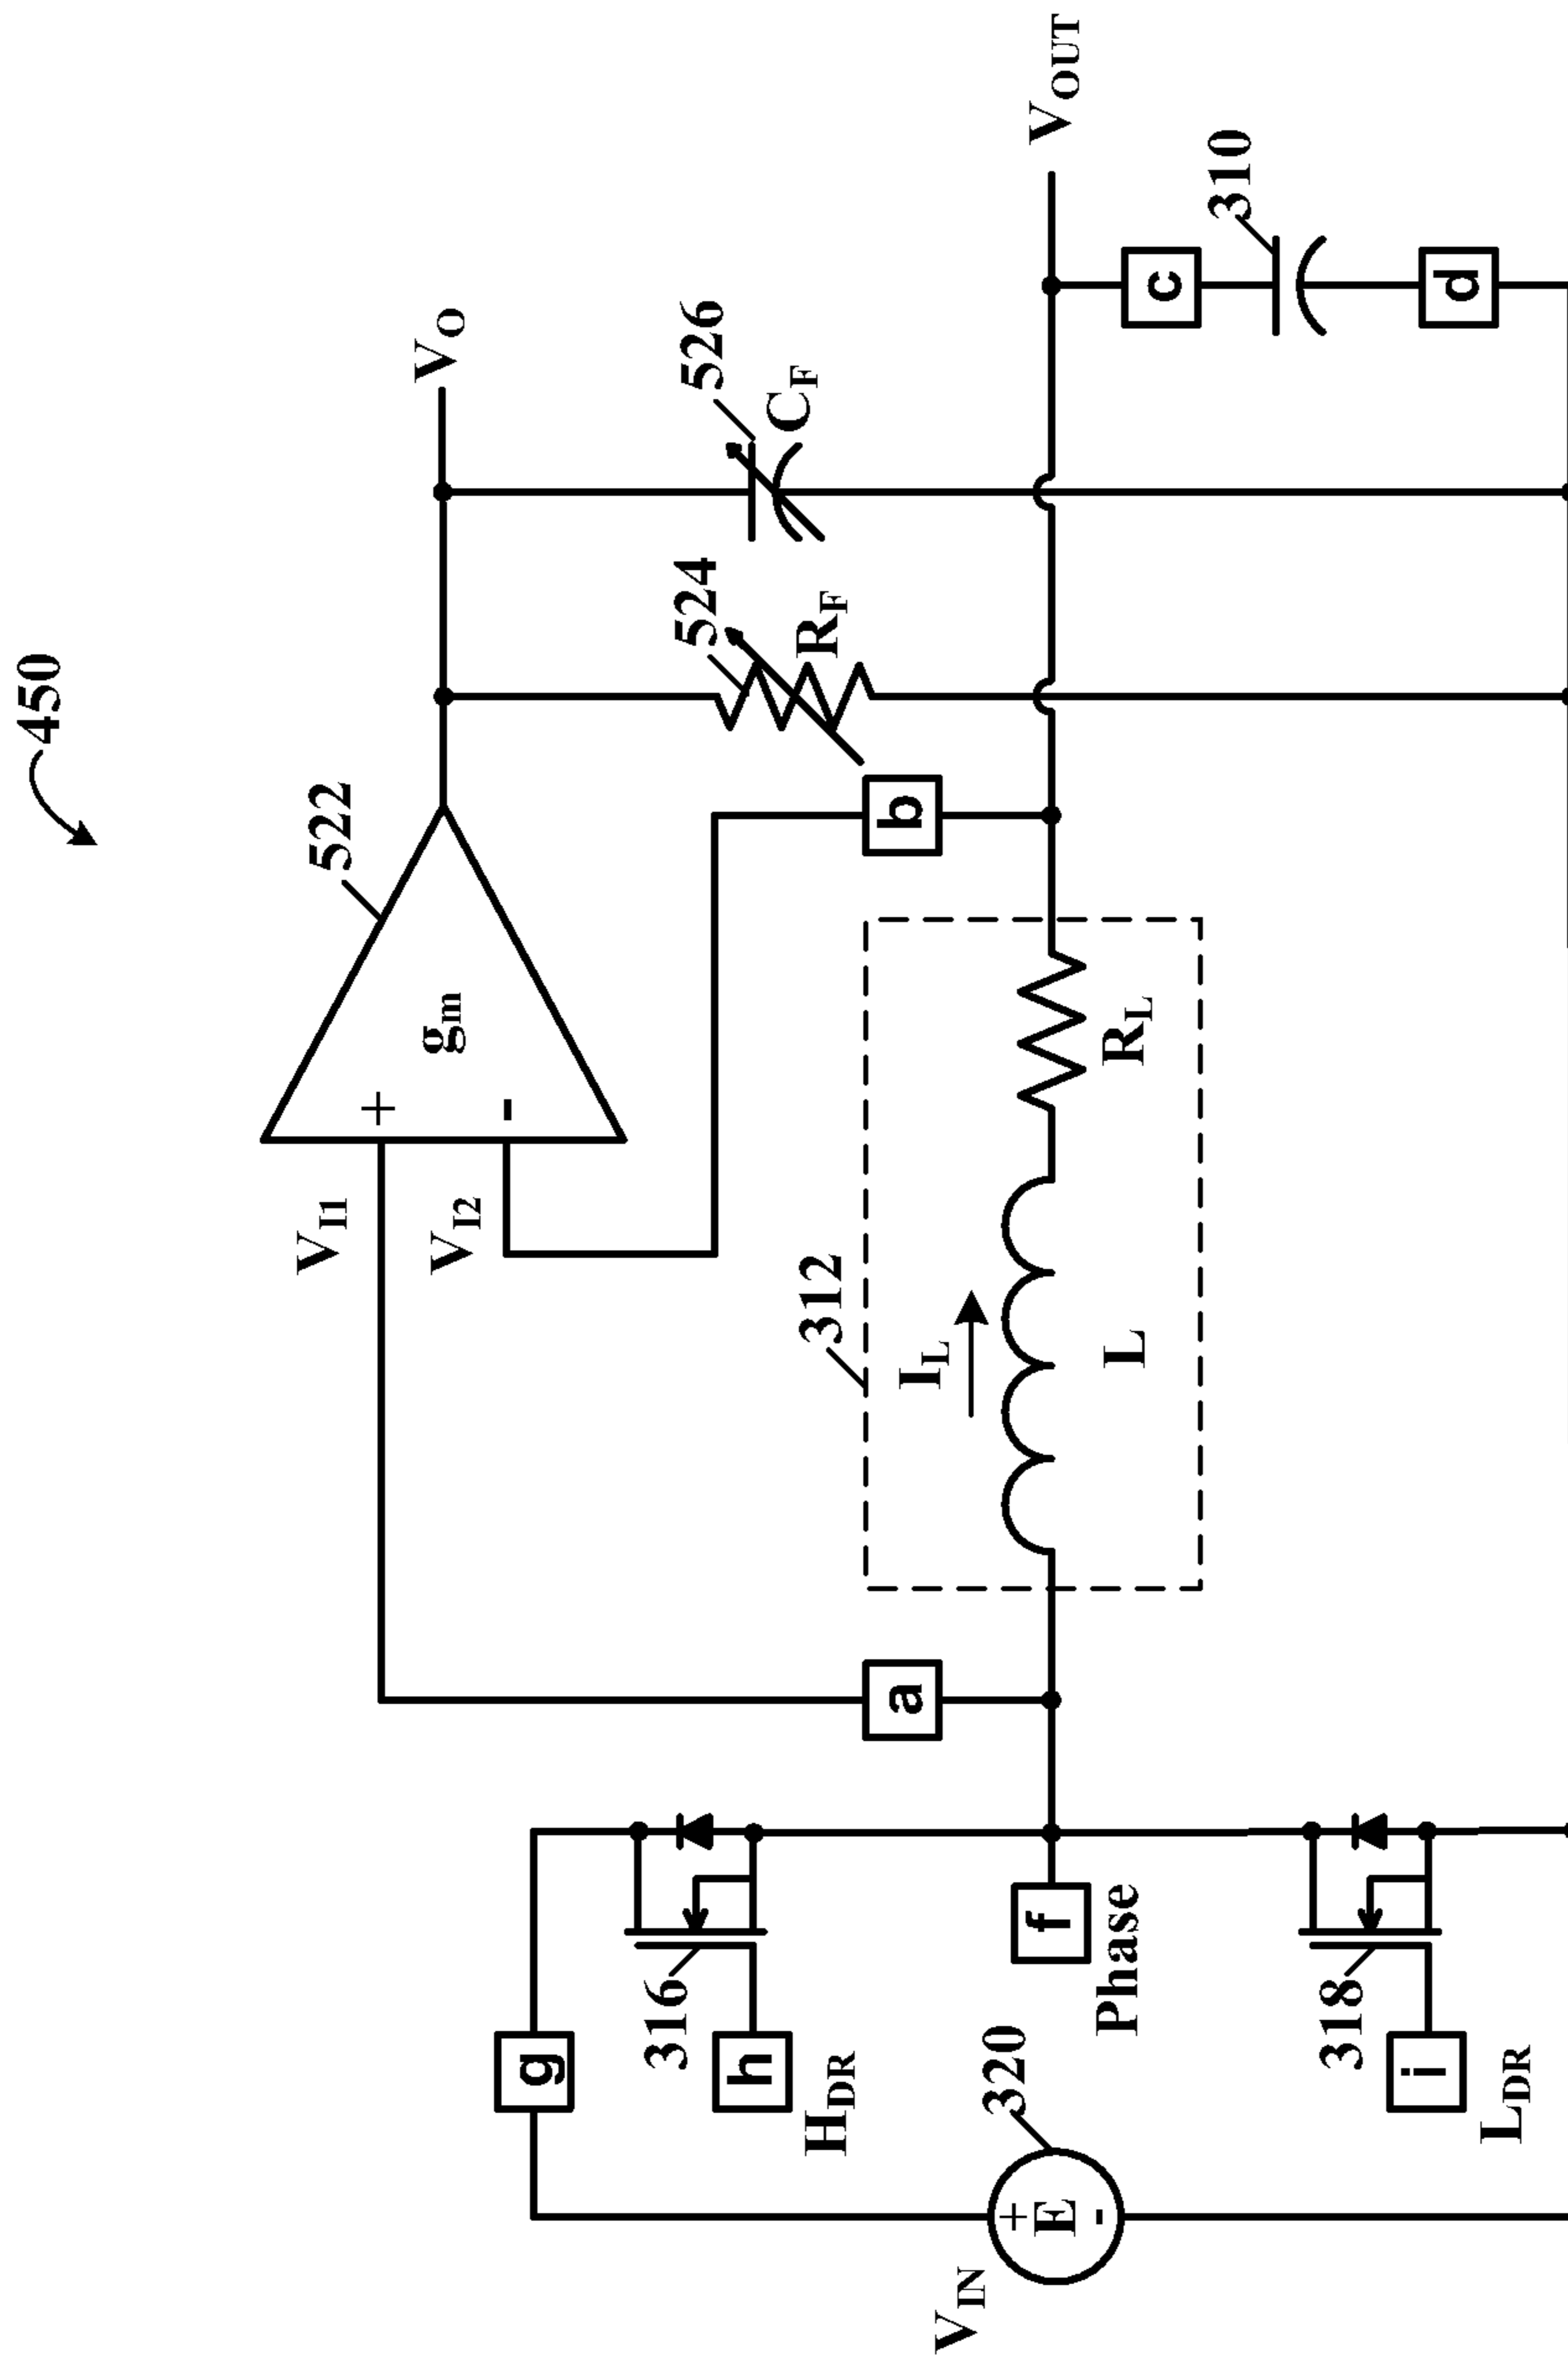 450
522
V_O
g_m
+
-
V_I1
V_I2
524
R_F
526
C_F
V_OUT
312
I_L
L
R_L
a
b
c
310
d
g
316
h
H_DR
f
Phase
V_IN
320
+
E
-
318
i
L_DR